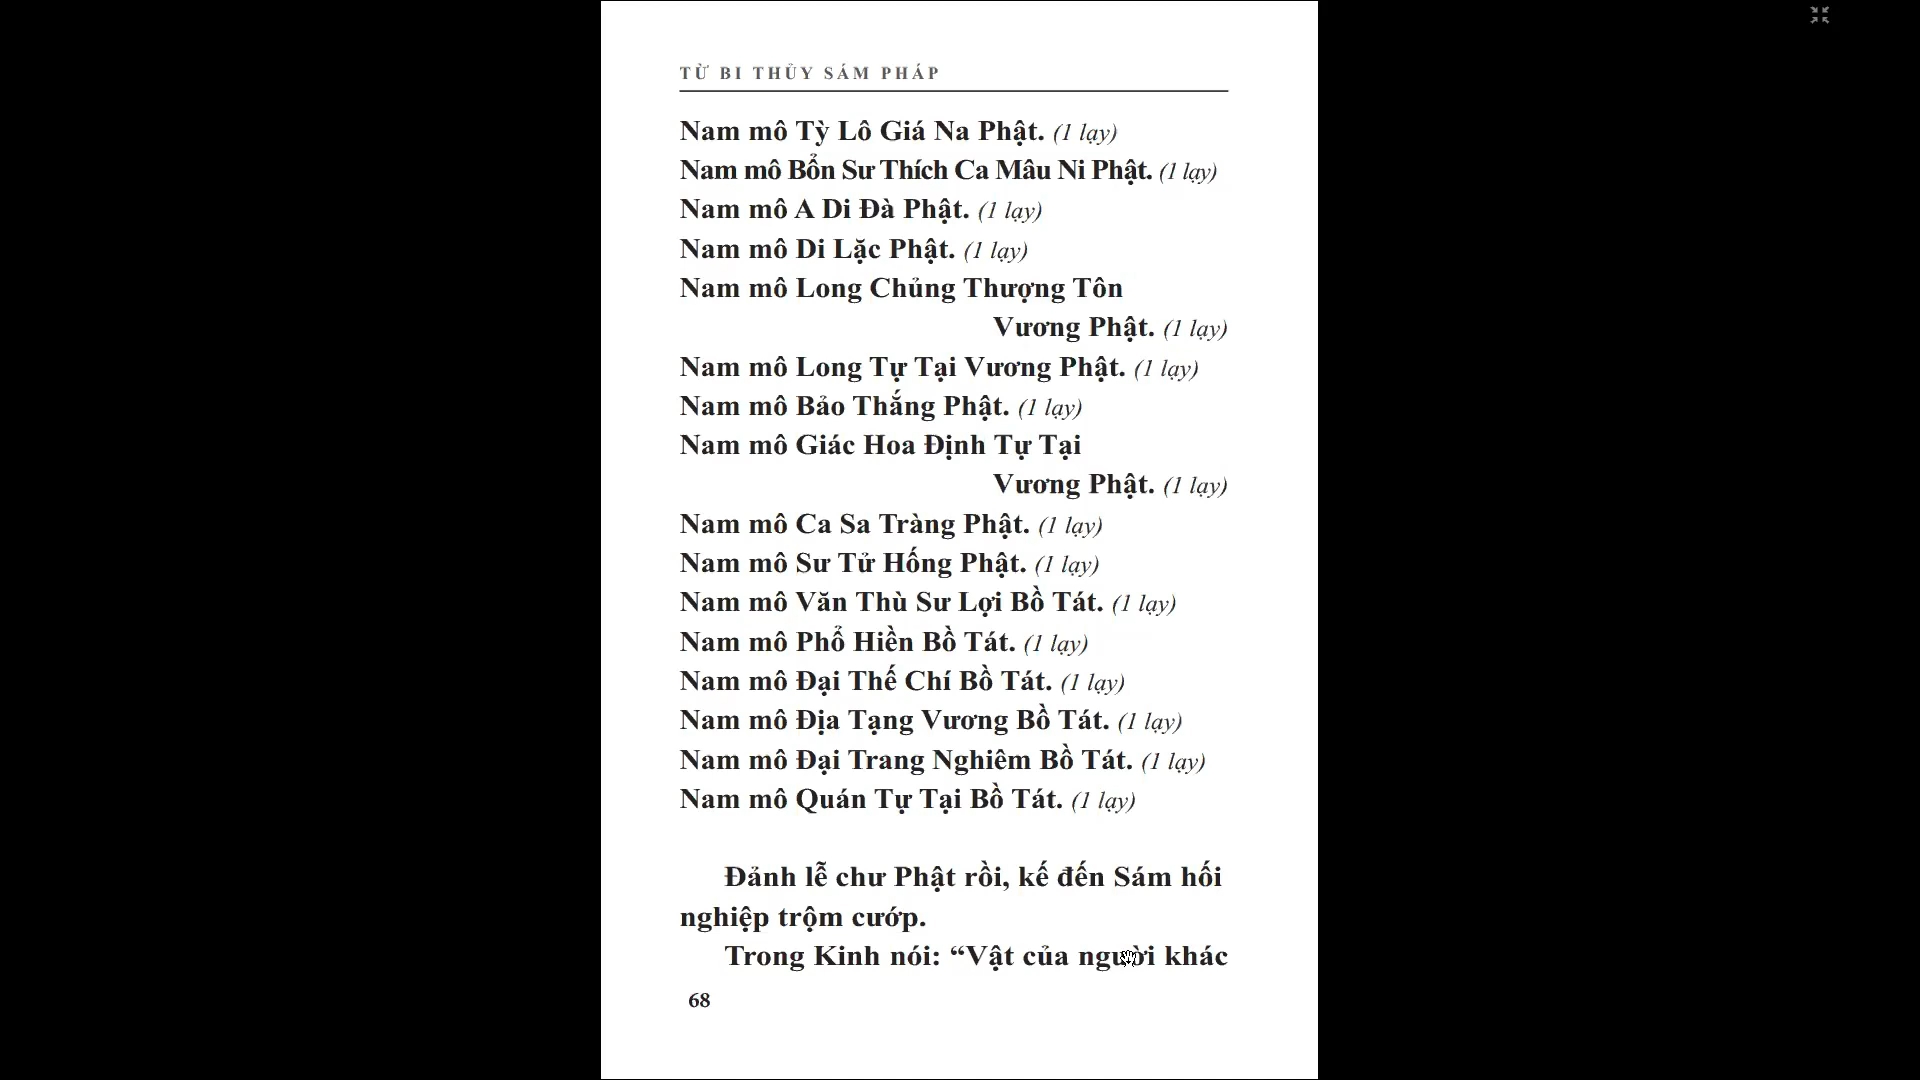 TỪ BI THỦY SÁM PHÁP
Nam mô Tỳ Lô Giá Na Phật. (1 lạy)
Nam mô Bổn Sư Thích Ca Mâu Ni Phật. (1 lạy)
Nam mô A Di Đà Phật. (1 lạy)
Nam mô Di Lặc Phật. (1 lạy)
Nam mô Long Chủng Thượng Tôn
Vương Phật. (1 lạy)
Nam mô Long Tự Tại Vương Phật. (1 lạy)
Nam mô Bảo Thắng Phật. (1 lạy)
Nam mô Giác Hoa Định Tự Tại
Vương Phật. (1 lạy)
Nam mô Ca Sa Tràng Phật. (1 lạy)
Nam mô Sư Tử Hống Phật. (1 lạy)
Nam mô Văn Thù Sư Lợi Bồ Tát. (1 lạy)
Nam mô Phổ Hiền Bồ Tát. (1 lạy)
Nam mô Đại Thế Chí Bồ Tát. (1 lạy)
Nam mô Địa Tạng Vương Bồ Tát. (1 lạy)
Nam mô Đại Trang Nghiêm Bồ Tát. (1 lạy)
Nam mô Quán Tự Tại Bồ Tát. (1 lạy)
Đảnh lễ chư Phật rồi, kế đến Sám hối
nghiệp trộm cướp.
Trong Kinh nói: “Vật của người khác
68